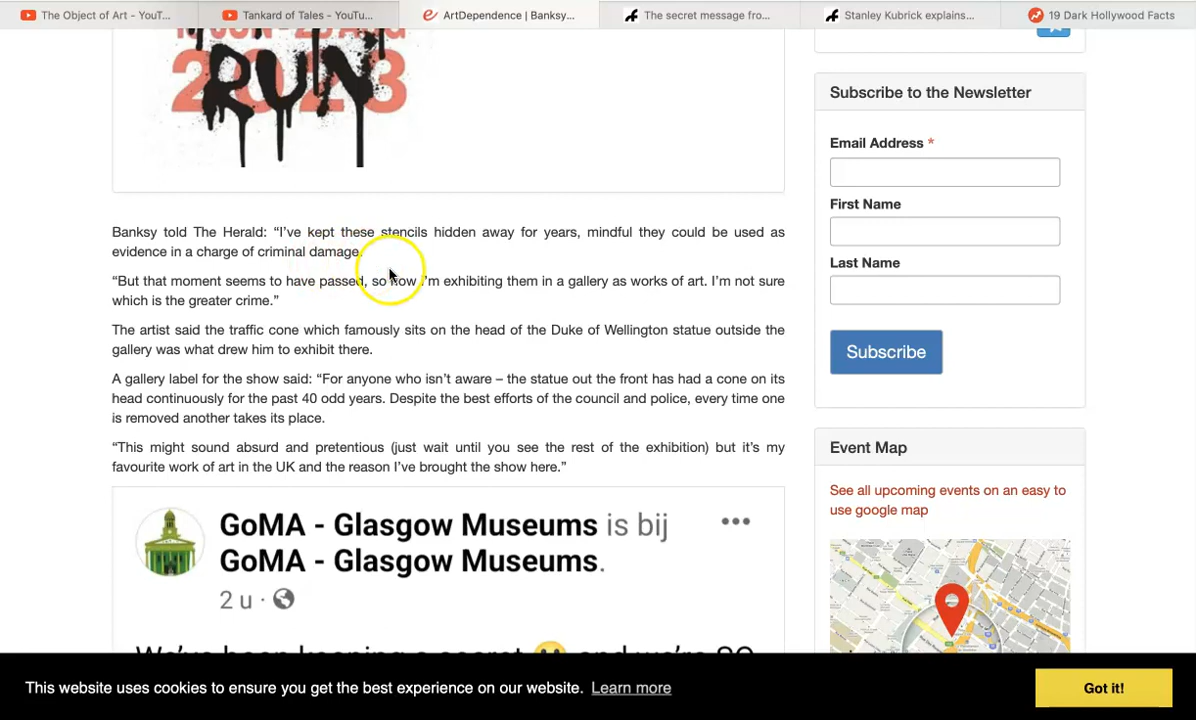 The Object of Art - YouT...
Tankard of Tales - YouTu...
ArtDependence | Banksy...
The secret message fro...
Stanley Kubrick explains...
19 Dark Hollywood Facts
RUN
2023
Subscribe to the Newsletter
Email Address *
First Name
Last Name
Subscribe
Banksy told The Herald: “I’ve kept these stencils hidden away for years, mindful they could be used as
evidence in a charge of criminal damage.
“But that moment seems to have passed, so now I’m exhibiting them in a gallery as works of art. I’m not sure
which is the greater crime.”
The artist said the traffic cone which famously sits on the head of the Duke of Wellington statue outside the
gallery was what drew him to exhibit there.
A gallery label for the show said: “For anyone who isn’t aware – the statue out the front has had a cone on its
head continuously for the past 40 odd years. Despite the best efforts of the council and police, every time one
is removed another takes its place.
“This might sound absurd and pretentious (just wait until you see the rest of the exhibition) but it’s my
favourite work of art in the UK and the reason I’ve brought the show here.”
GoMA - Glasgow Museums is bij
GoMA - Glasgow Museums.
2 u ·
Event Map
See all upcoming events on an easy to
use google map
We’ve been keeping a secret and we’re SO
This website uses cookies to ensure you get the best experience on our website. Learn more
Got it!